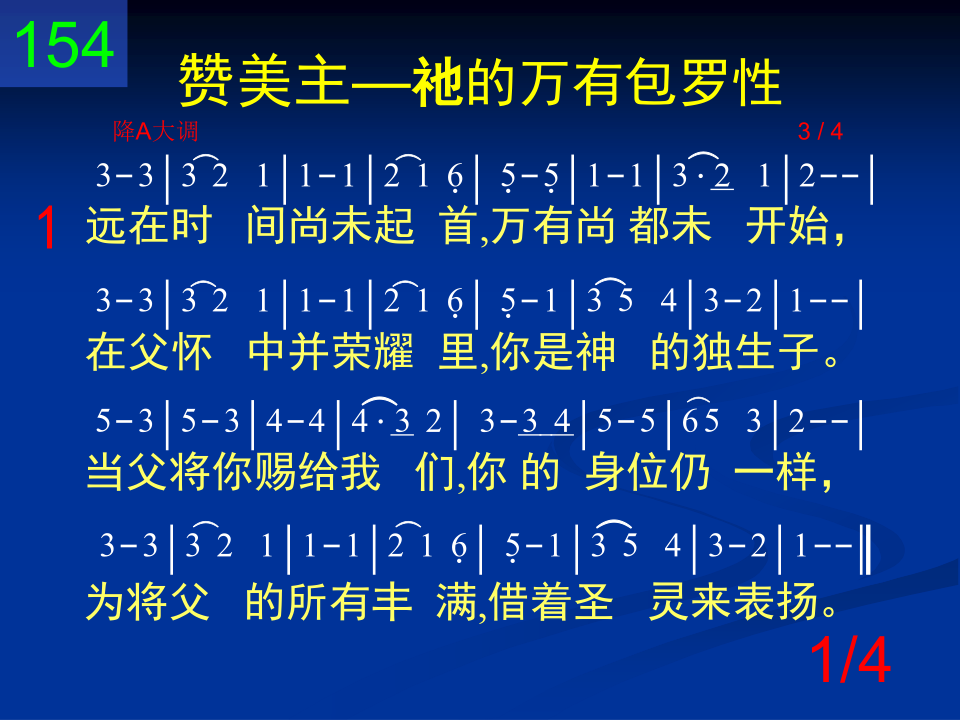 154
赞美主—祂的万有包罗性
降A大调 3 / 4
3-3|3 2 1|1-1|2 1 6̣| 5̣-5̣|1-1|3·2 1|2--|
1 远在时 间尚未起 首,万有尚 都未 开始,
3-3|3 2 1|1-1|2 1 6̣| 5̣-1|3 5 4|3-2|1--|
在父怀 中并荣耀 里,你是神 的独生子。
5-3|5-3|4-4|4·3 2| 3-3 4|5-5|65 3|2--|
当父将你赐给我 们,你 的 身位仍 一样,
3-3|3 2 1|1-1|2 1 6̣| 5̣-1|3 5 4|3-2|1--‖
为将父 的所有丰 满,借着圣 灵来表扬。
1/4